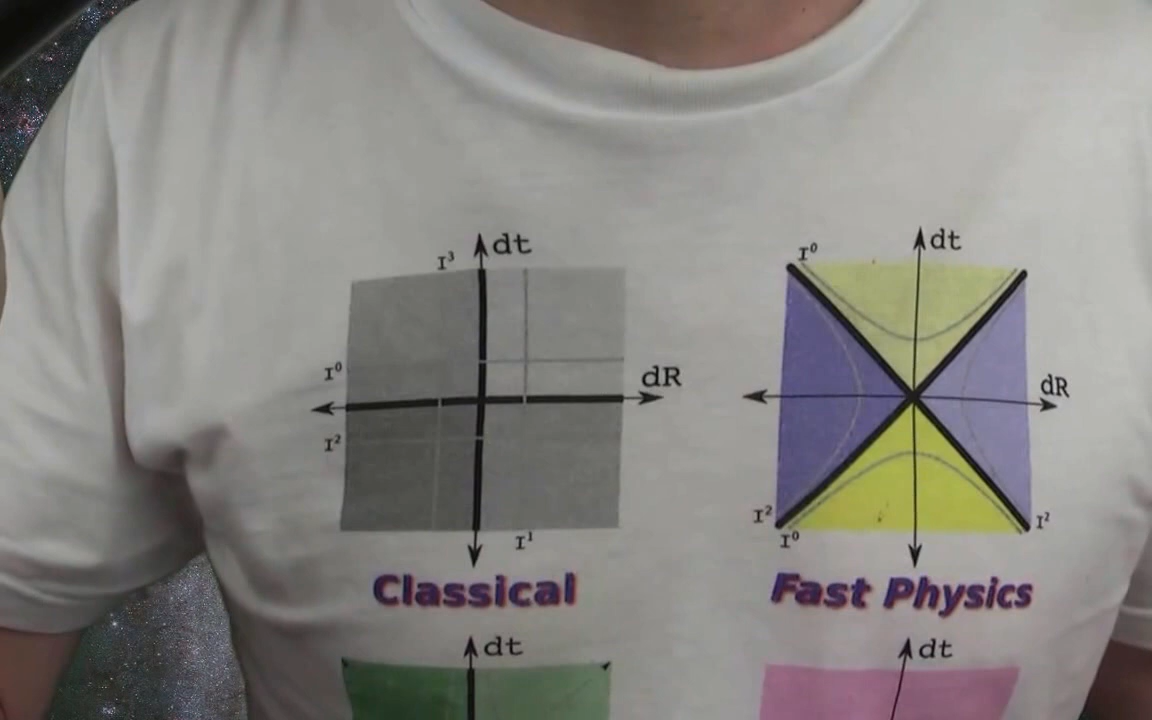 dt
I³
I⁰
dR
I²
I¹
Classical
dt
I⁰
dR
I²
I²
I⁰
Fast Physics
dt
dt